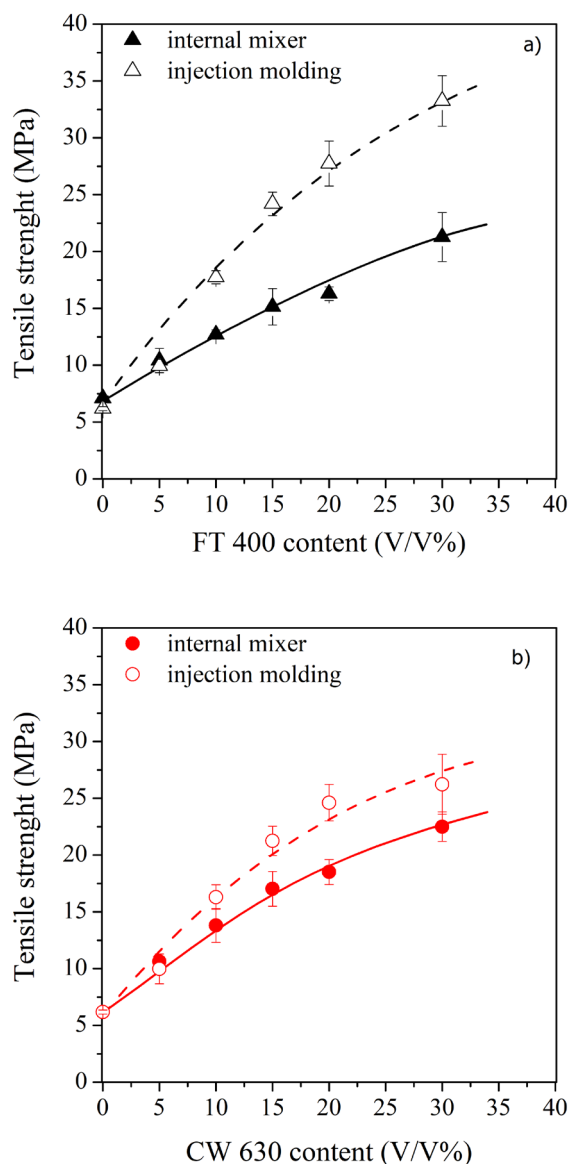 a)
internal mixer
injection molding
40
35
30
25
20
15
10
5
0
Tensile strenght (MPa)
0 5 10 15 20 25 30 35 40
FT 400 content (V/V%)
b)
internal mixer
injection molding
40
35
30
25
20
15
10
5
0
Tensile strenght (MPa)
0 5 10 15 20 25 30 35 40
CW 630 content (V/V%)